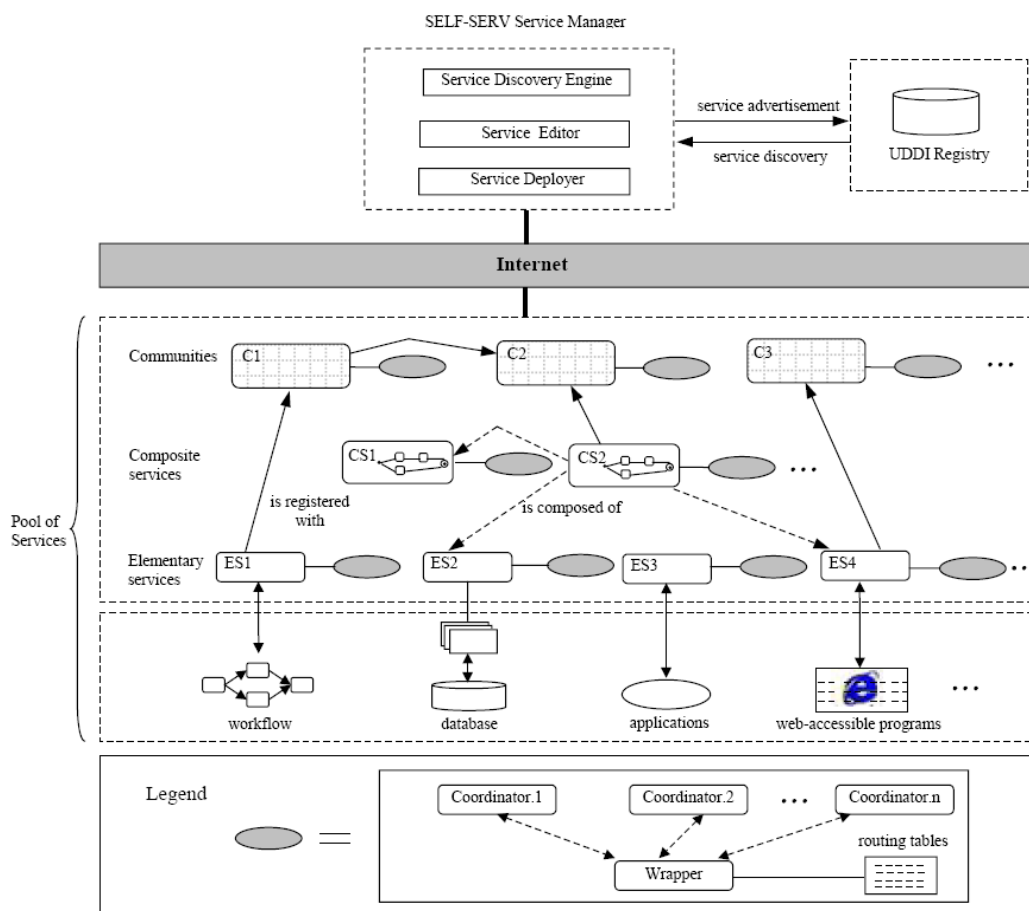 SELF-SERV Service Manager
Service Discovery Engine
Service Editor
Service Deployer
service advertisement
service discovery
UDDI Registry
Internet
Pool of
Services
Communities
C1
C2
C3
...
Composite
services
CS1
CS2
...
is registered
with
is composed of
Elementary
services
ES1
ES2
ES3
ES4
...
workflow
database
applications
web-accessible programs
...
Legend
Coordinator.1
Coordinator.2
...
Coordinator.n
Wrapper
routing tables